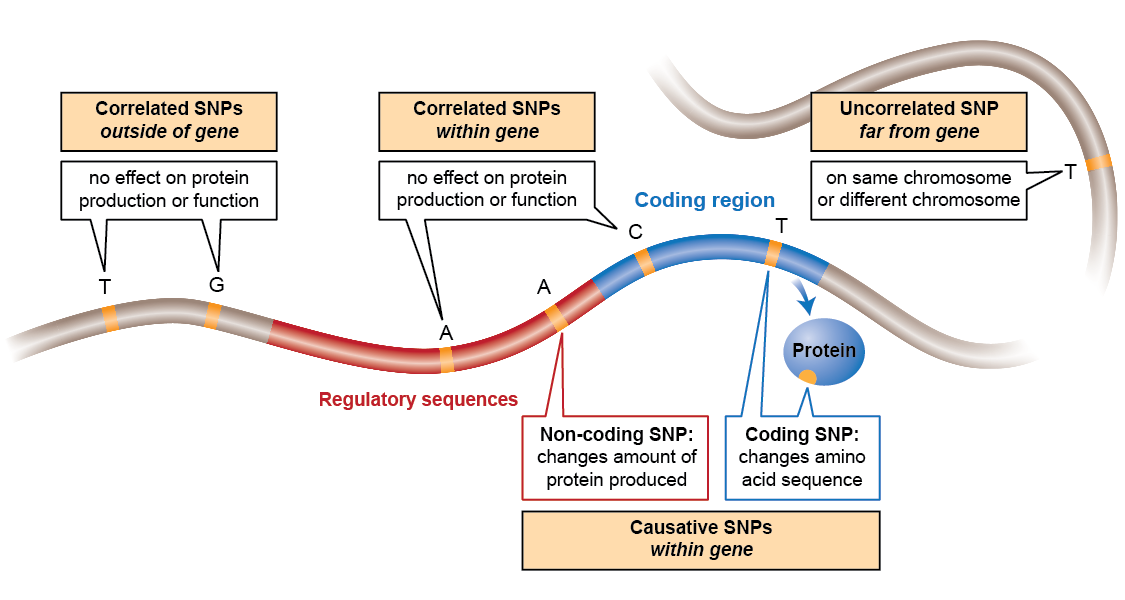 Correlated SNPs
outside of gene
no effect on protein
production or function
T
G
Correlated SNPs
within gene
no effect on protein
production or function
A
C
Uncorrelated SNP
far from gene
on same chromosome
or different chromosome
T
Coding region
T
A
Protein
Regulatory sequences
Non-coding SNP:
changes amount of
protein produced
Coding SNP:
changes amino
acid sequence
Causative SNPs
within gene